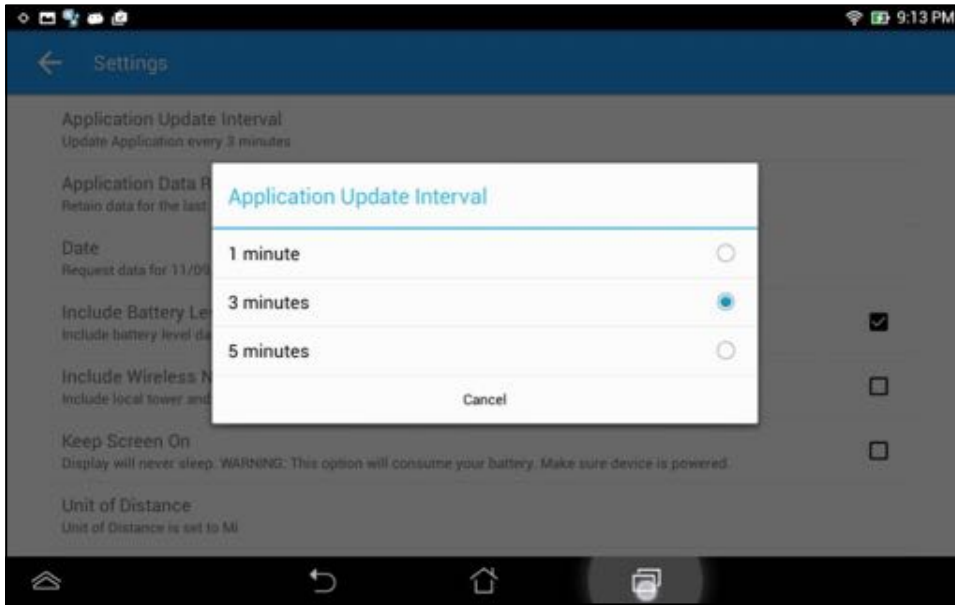 9:13 PM
Settings
Application Update Interval
Update Application every 3 minutes
Application Data R
Retain data for the last
Application Update Interval
1 minute
3 minutes
5 minutes
Cancel
Date
Request data for 11/09
Include Battery Le
Include battery level da
Include Wireless N
Include local tower and
Keep Screen On
Display will never sleep. WARNING: This option will consume your battery. Make sure device is powered.
Unit of Distance
Unit of Distance is set to Mi